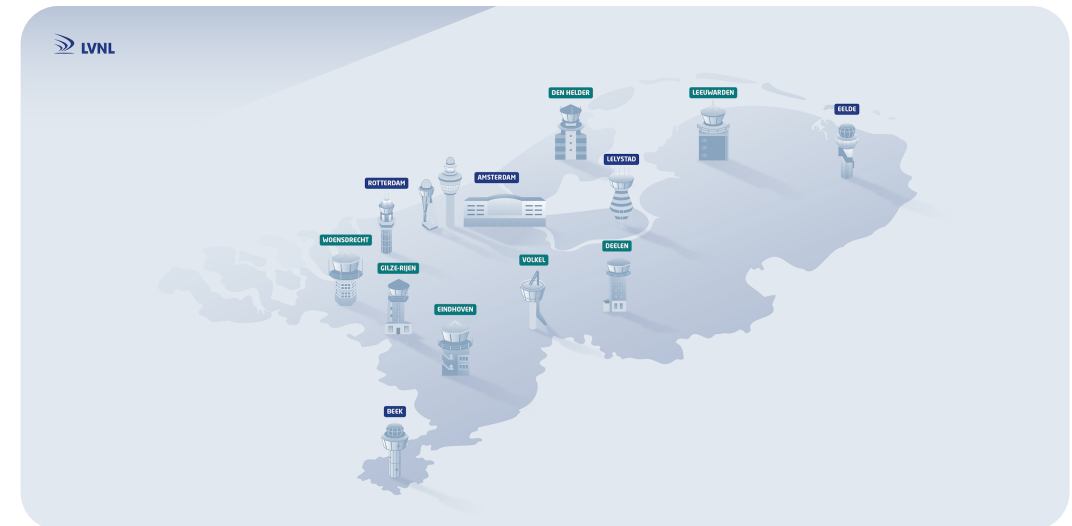 LVNL
DEN HELDER
LEEUWARDEN
EELDE
LELYSTAD
AMSTERDAM
ROTTERDAM
WOENSDRECHT
DEELEN
VOLKEL
GILZE-RIJEN
EINDHOVEN
BEEK